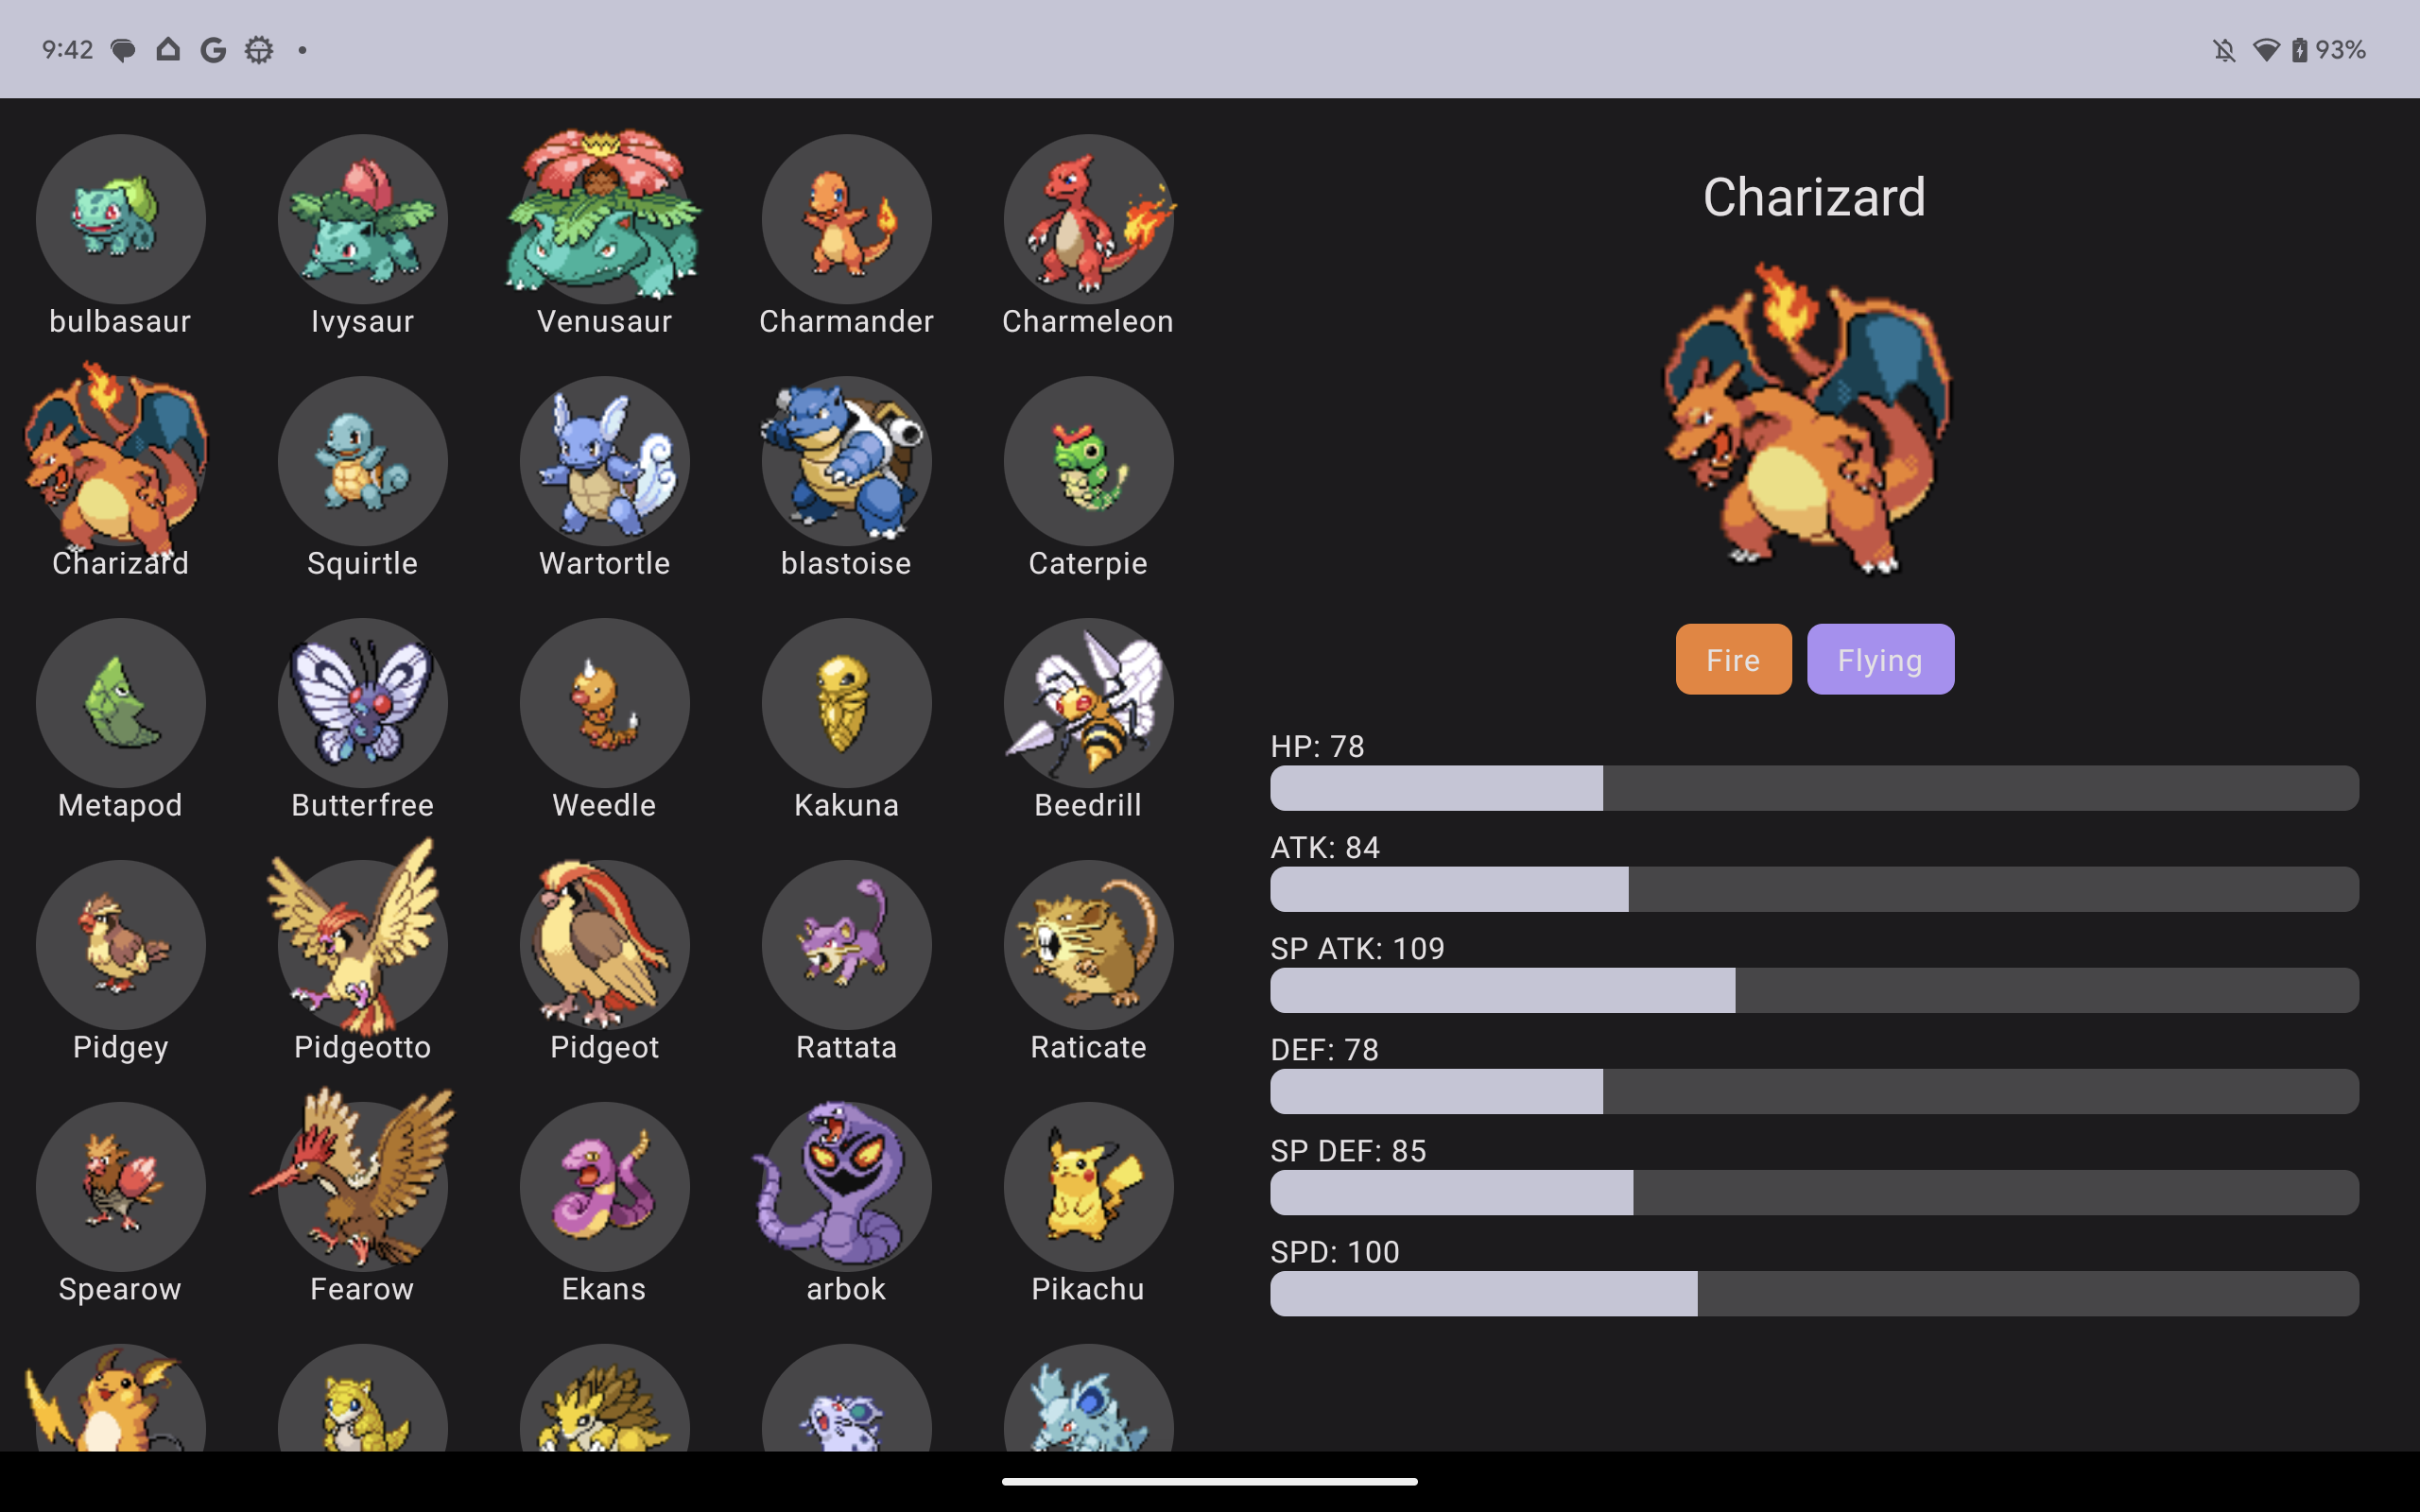 9:42
93%
bulbasaur Ivysaur Venusaur Charmander Charmeleon
Charizard Squirtle Wartortle blastoise Caterpie
Metapod Butterfree Weedle Kakuna Beedrill
Pidgey Pidgeotto Pidgeot Rattata Raticate
Spearow Fearow Ekans arbok Pikachu
Charizard
Fire Flying
HP: 78
ATK: 84
SP ATK: 109
DEF: 78
SP DEF: 85
SPD: 100